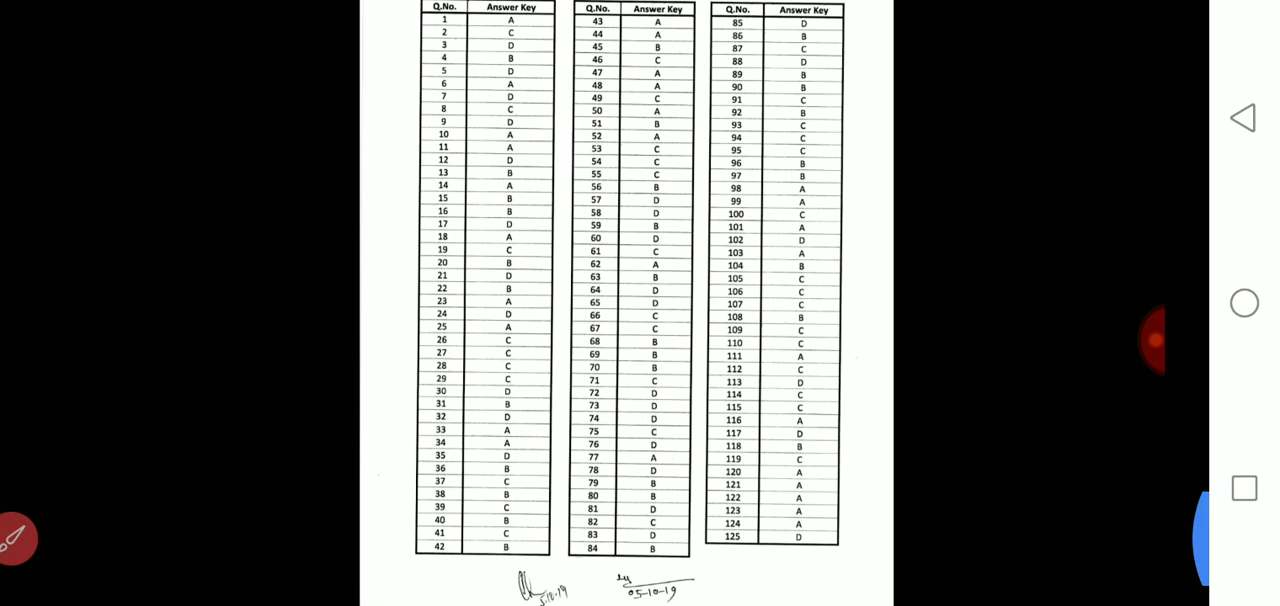 Q.No. Answer Key
1 A
2 C
3 D
4 B
5 D
6 A
7 D
8 C
9 D
10 A
11 A
12 D
13 B
14 A
15 B
16 B
17 D
18 A
19 C
20 B
21 D
22 B
23 A
24 D
25 A
26 C
27 C
28 C
29 C
30 D
31 B
32 D
33 A
34 A
35 D
36 B
37 C
38 B
39 C
40 B
41 C
42 B
Q.No. Answer Key
43 A
44 A
45 B
46 C
47 A
48 A
49 C
50 A
51 B
52 A
53 C
54 C
55 C
56 B
57 D
58 D
59 B
60 D
61 C
62 A
63 B
64 D
65 D
66 C
67 C
68 B
69 B
70 B
71 C
72 D
73 D
74 D
75 C
76 D
77 A
78 D
79 B
80 B
81 D
82 C
83 D
84 B
Q.No. Answer Key
85 D
86 B
87 C
88 D
89 B
90 B
91 C
92 B
93 C
94 C
95 C
96 B
97 B
98 A
99 A
100 C
101 A
102 D
103 A
104 B
105 C
106 C
107 C
108 B
109 C
110 C
111 A
112 C
113 D
114 C
115 C
116 A
117 D
118 B
119 C
120 A
121 A
122 A
123 A
124 A
125 D
5-10-19
05-10-19